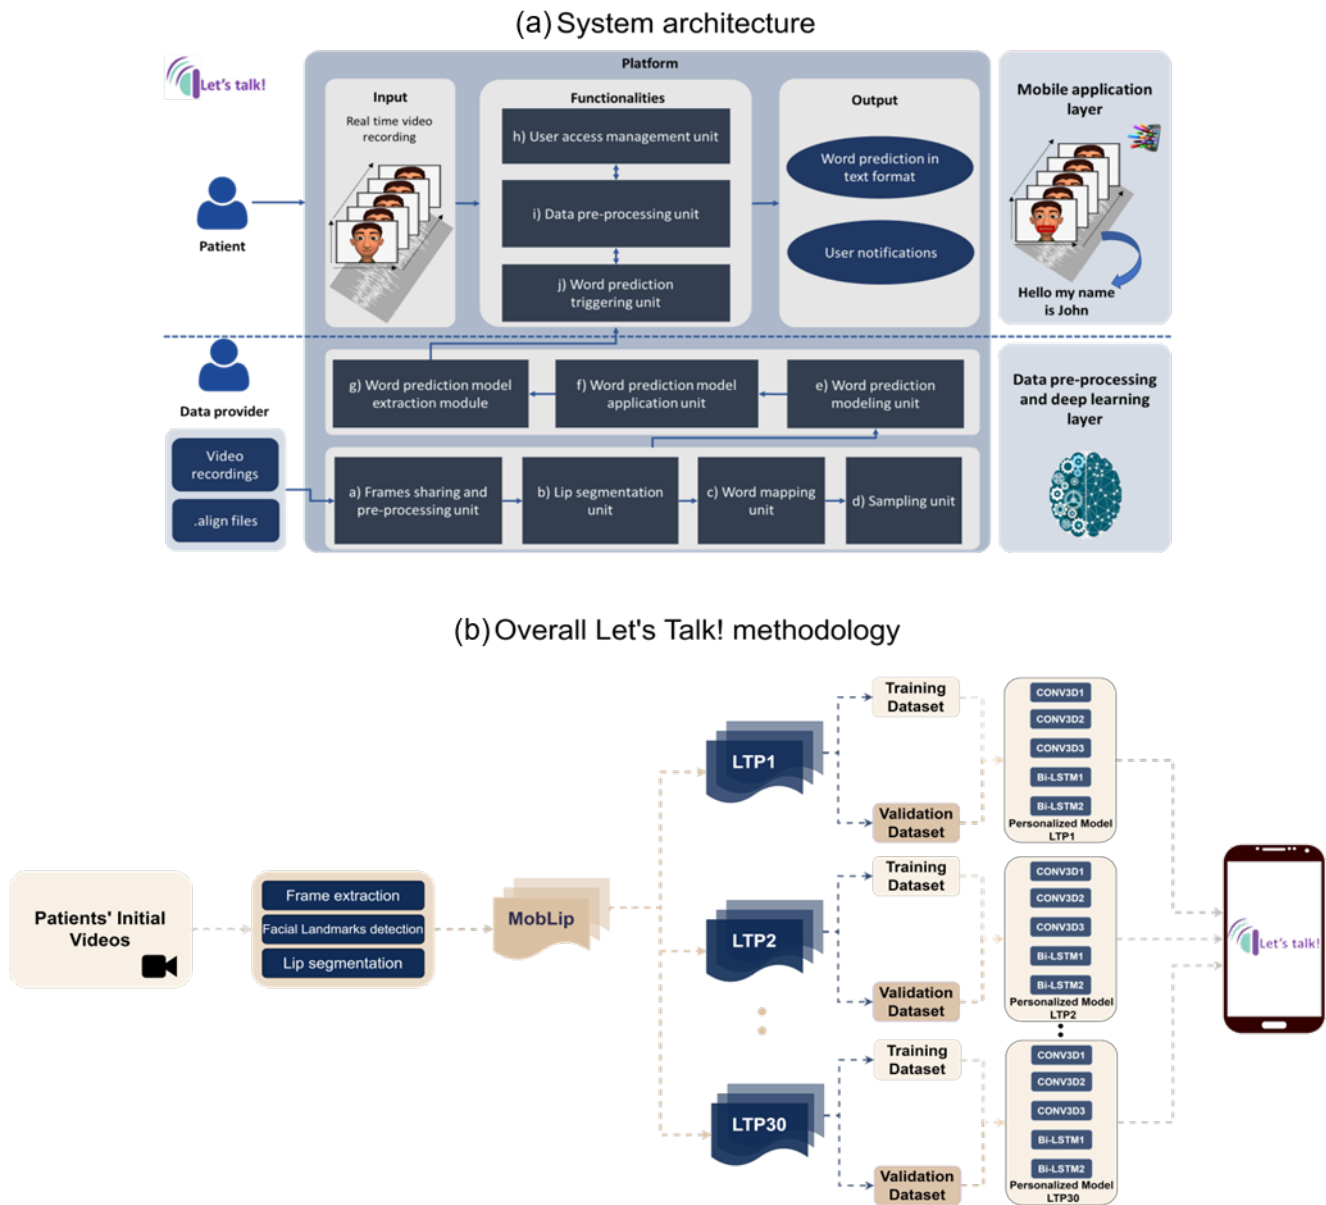 (a) System architecture
Let's talk!
Platform
Input
Real time video
recording
Functionalities
h) User access management unit
i) Data pre-processing unit
j) Word prediction
triggering unit
Output
Word prediction in
text format
User notifications
Mobile application
layer
Hello my name
is John
Patient
Data provider
Video
recordings
.align files
g) Word prediction model
extraction module
f) Word prediction model
application unit
e) Word prediction
modeling unit
a) Frames sharing and
pre-processing unit
b) Lip segmentation
unit
c) Word mapping
unit
d) Sampling unit
Data pre-processing
and deep learning
layer
(b) Overall Let's Talk! methodology
Patients' Initial
Videos
Frame extraction
Facial Landmarks detection
Lip segmentation
MobLip
LTP1
Training
Dataset
Validation
Dataset
CONV3D1
CONV3D2
CONV3D3
Bi-LSTM1
Bi-LSTM2
Personalized Model
LTP1
LTP2
Training
Dataset
Validation
Dataset
CONV3D1
CONV3D2
CONV3D3
Bi-LSTM1
Bi-LSTM2
Personalized Model
LTP2
LTP30
Training
Dataset
Validation
Dataset
CONV3D1
CONV3D2
CONV3D3
Bi-LSTM1
Bi-LSTM2
Personalized Model
LTP30
Let's talk!